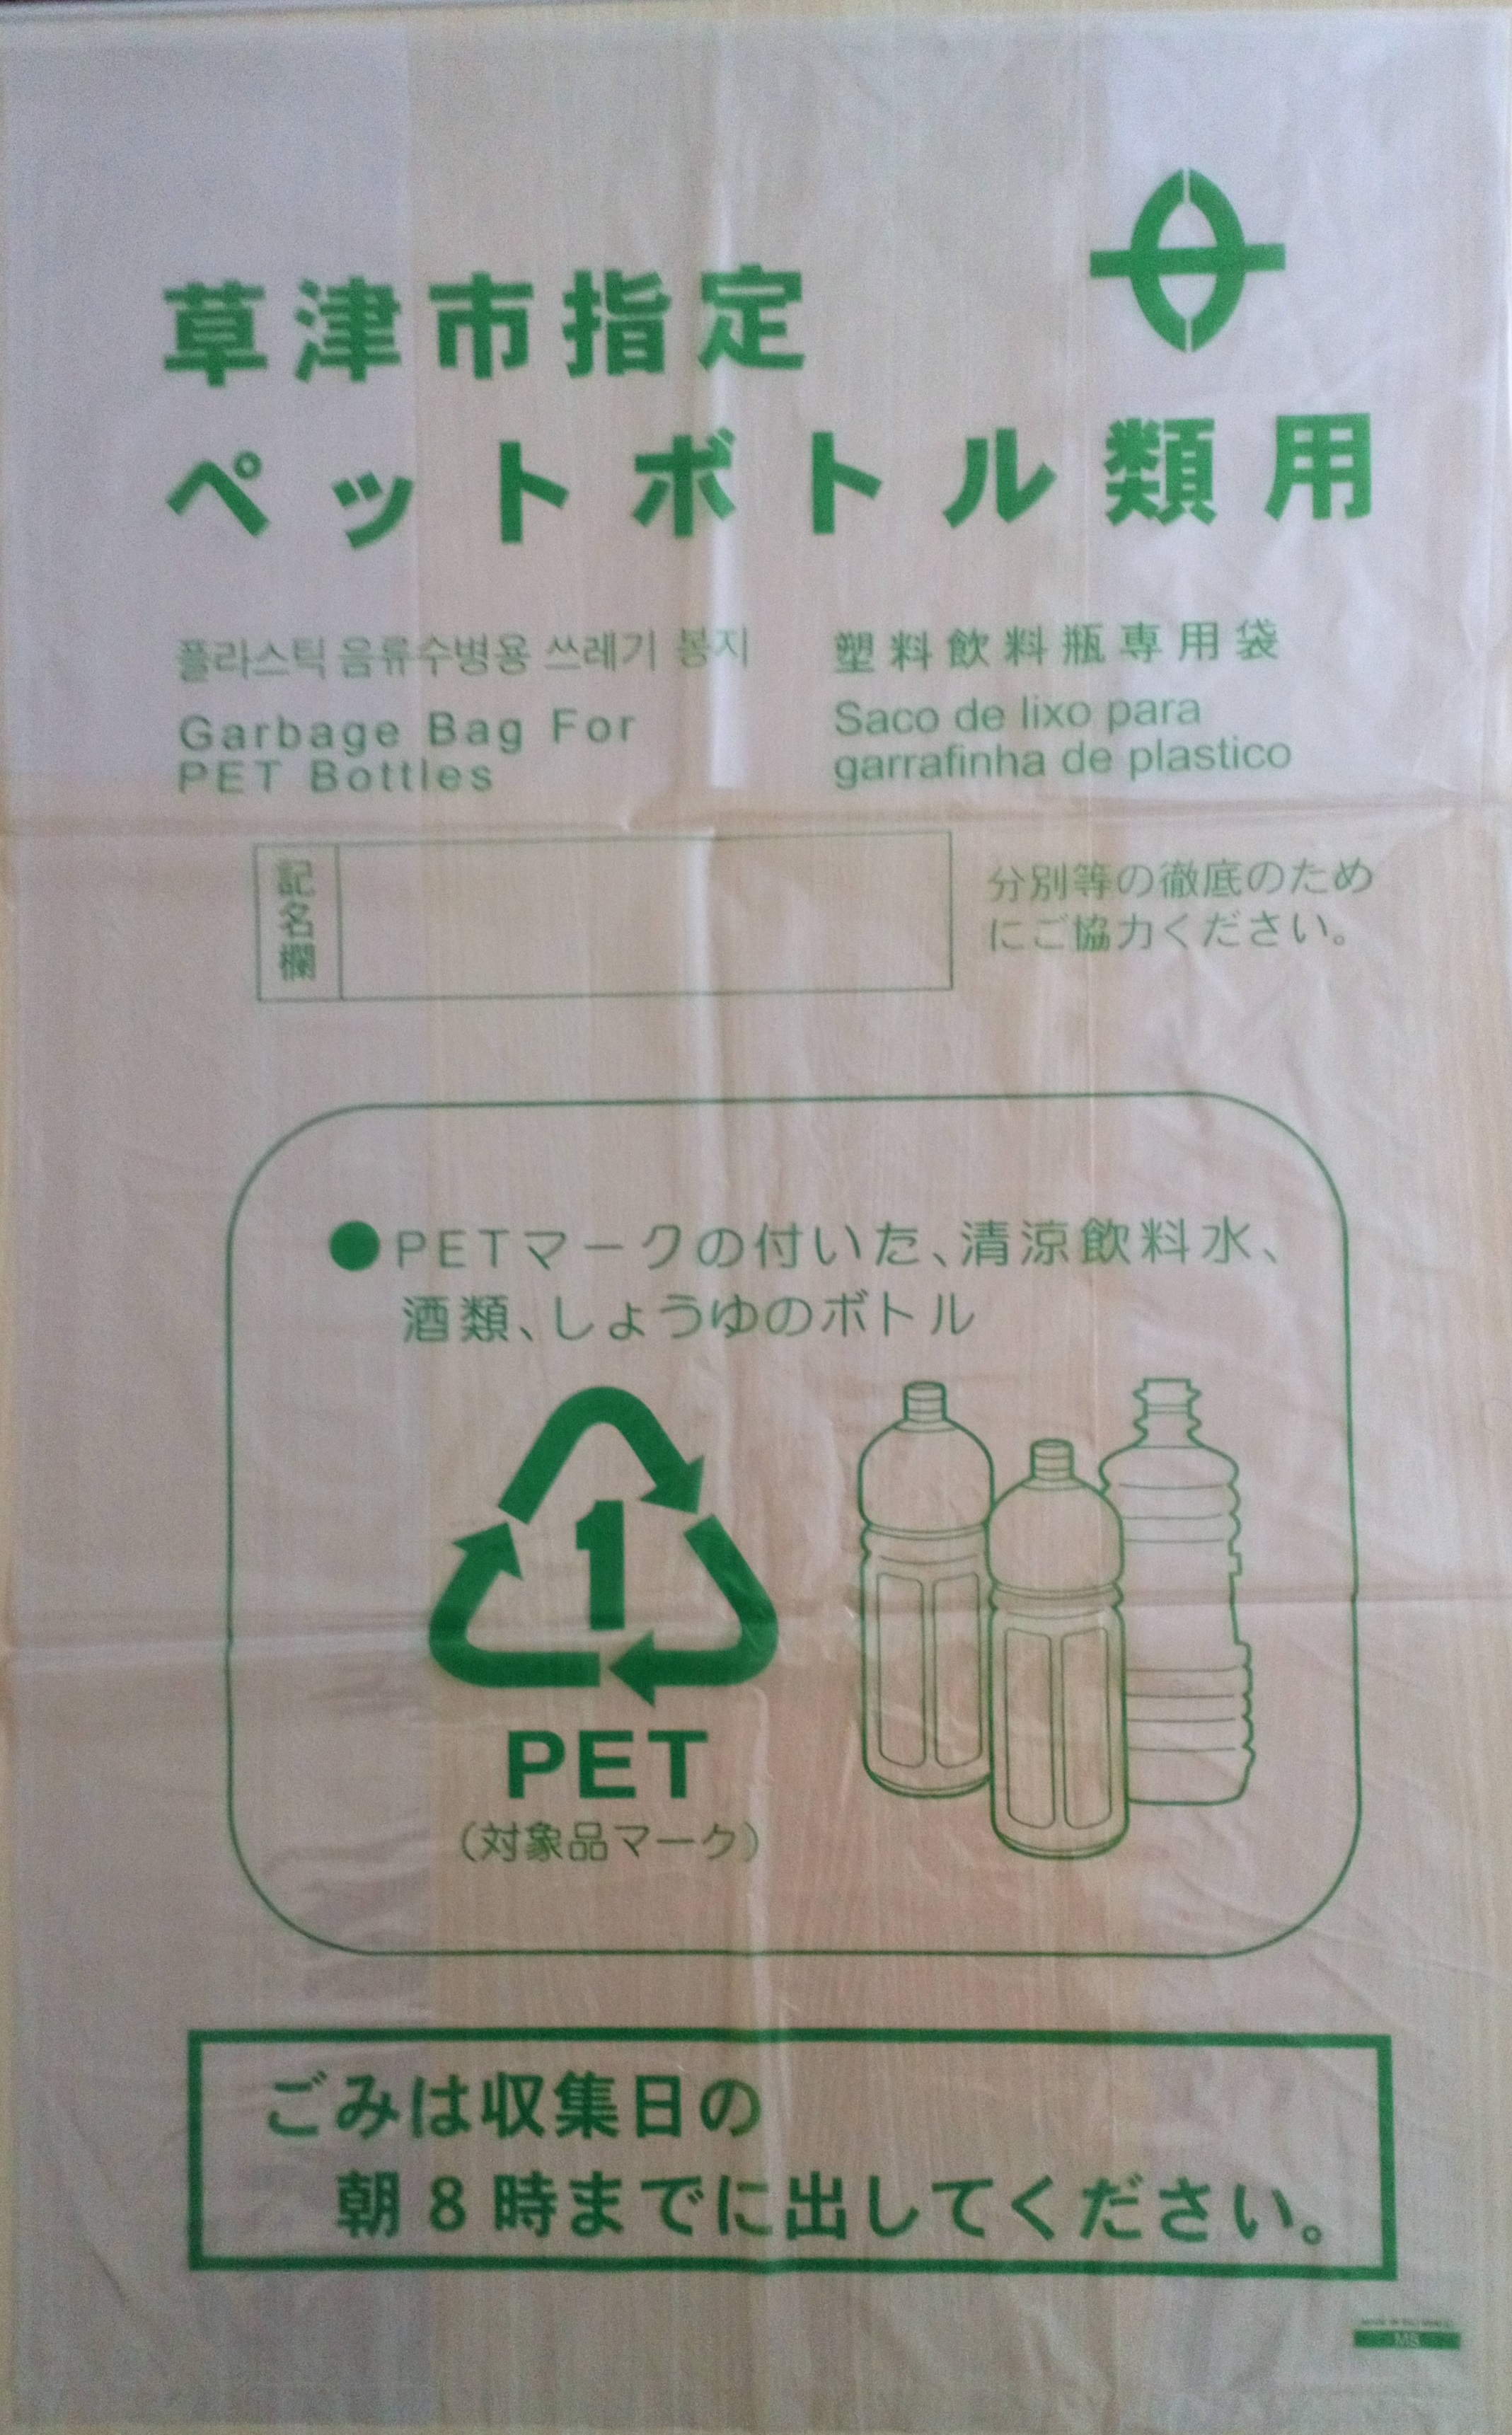 草津市指定
ペットボトル類用
플라스틱 음류수병용 쓰레기 봉지
塑料飲料瓶専用袋
Garbage Bag For
PET Bottles
Saco de lixo para
garrafinha de plastico
記名欄
分別等の徹底のため
にご協力ください。
●PETマークの付いた、清涼飲料水、
酒類、しょうゆのボトル
1
PET
(対象品マーク)
ごみは収集日の
朝8時までに出してください。
MS